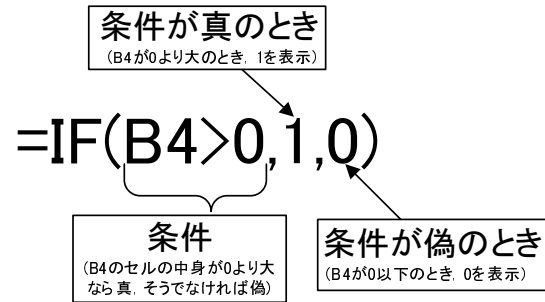 条件が真のとき
(B4が0より大のとき, 1を表示)
=IF(B4>0,1,0)
条件
(B4のセルの中身が0より大
なら真, そうでなければ偽)
条件が偽のとき
(B4が0以下のとき, 0を表示)